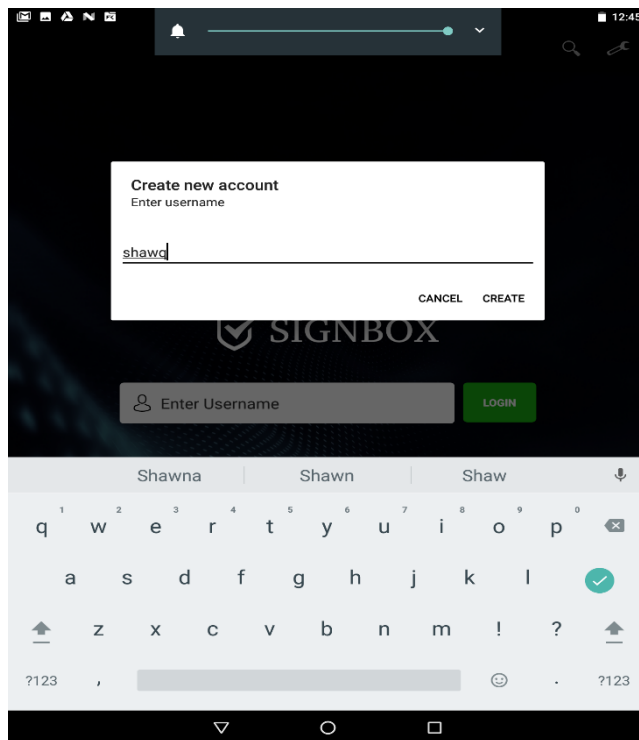 12:45
Create new account
Enter username
shawq
CANCEL CREATE
SIGNBOX
Enter Username LOGIN
Shawna Shawn Shaw
1 2 3 4 5 6 7 8 9 0
q w e r t y u i o p
a s d f g h j k l
z x c v b n m ! ?
?123 , . ?123